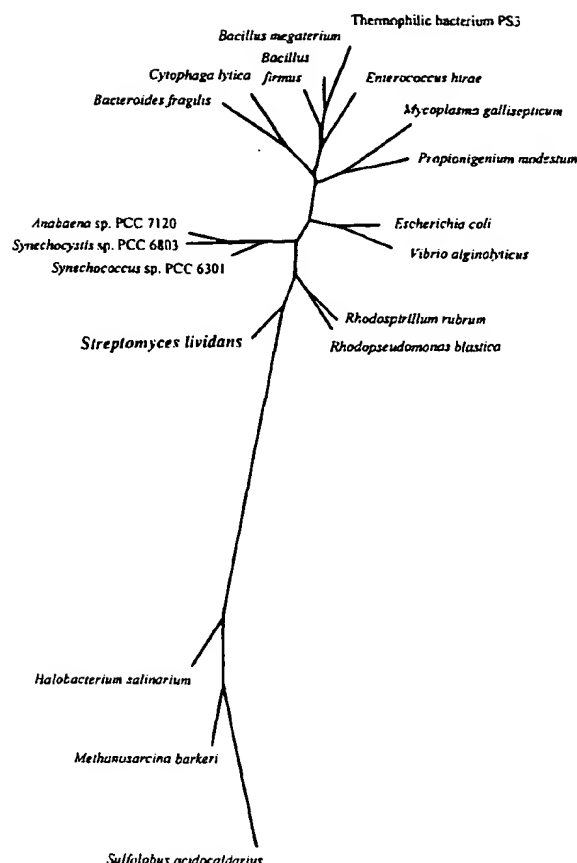 Thermophilic bacterium PS3
Bacillus megaterium
Bacillus
firmus
Cytophaga lytica
Enterococcus hirae
Bacteroides fragilis
Mycoplasma gallisepticum
Propionigenium modestum
Anabaena sp. PCC 7120
Escherichia coli
Synechocystis sp. PCC 6803
Vibrio alginolyticus
Synechococcus sp. PCC 6301
Rhodospirillum rubrum
Streptomyces lividans
Rhodopseudomonas blastica
Halobacterium salinarium
Methanosarcina barkeri
Sulfolobus acidocaldarius